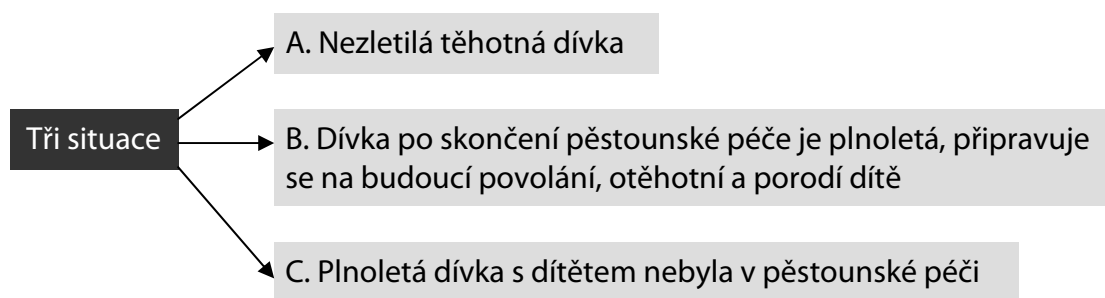 A. Nezletilá těhotná dívka
Tři situace
B. Dívka po skončení pěstounské péče je plnoletá, připravuje
se na budoucí povolání, otěhotní a porodí dítě
C. Plnoletá dívka s dítětem nebyla v pěstounské péči